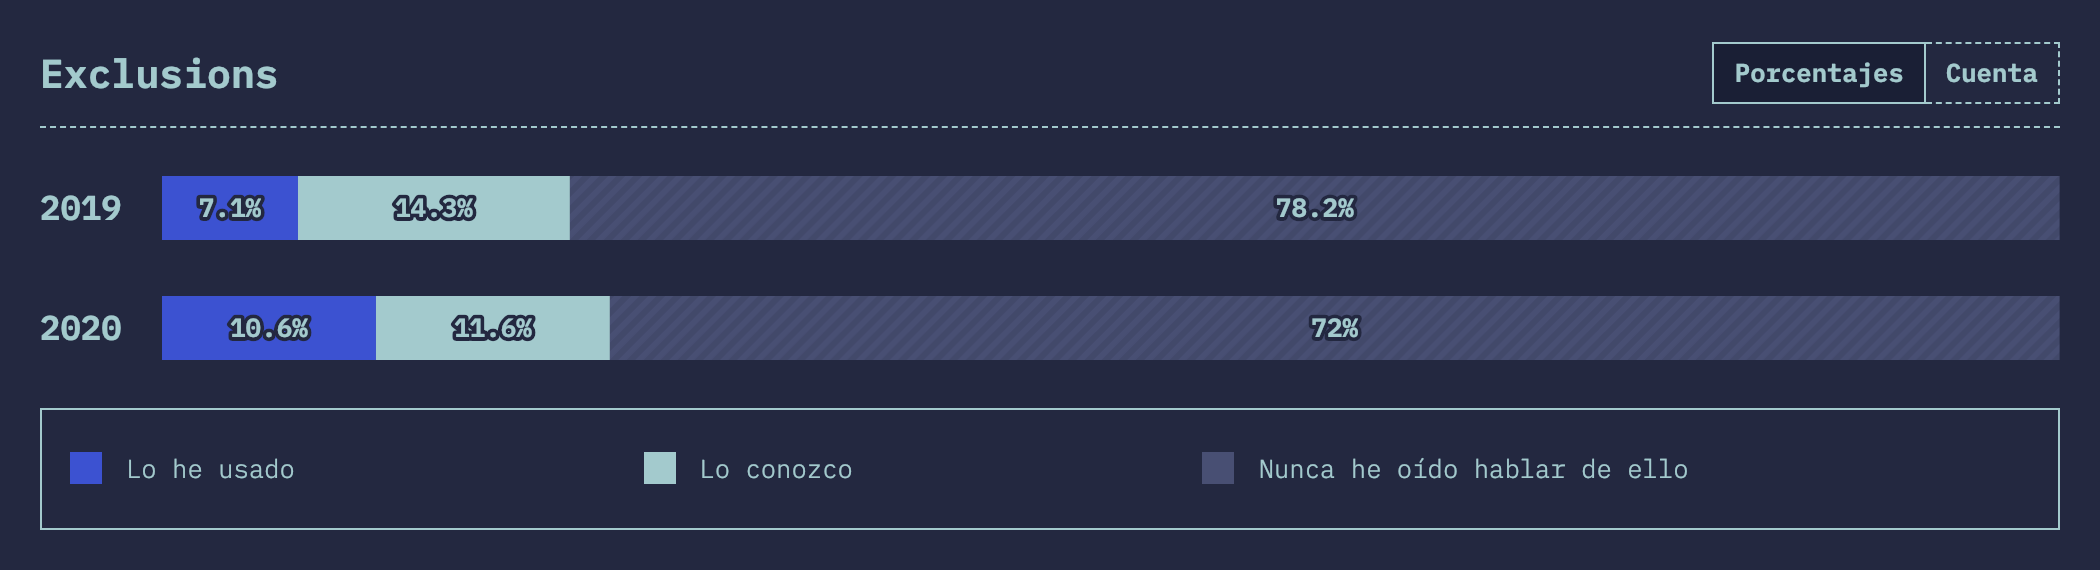 Exclusions
Porcentajes
Cuenta
2019
7.1%
14.3%
78.2%
2020
10.6%
11.6%
72%
Lo he usado
Lo conozco
Nunca he oído hablar de ello